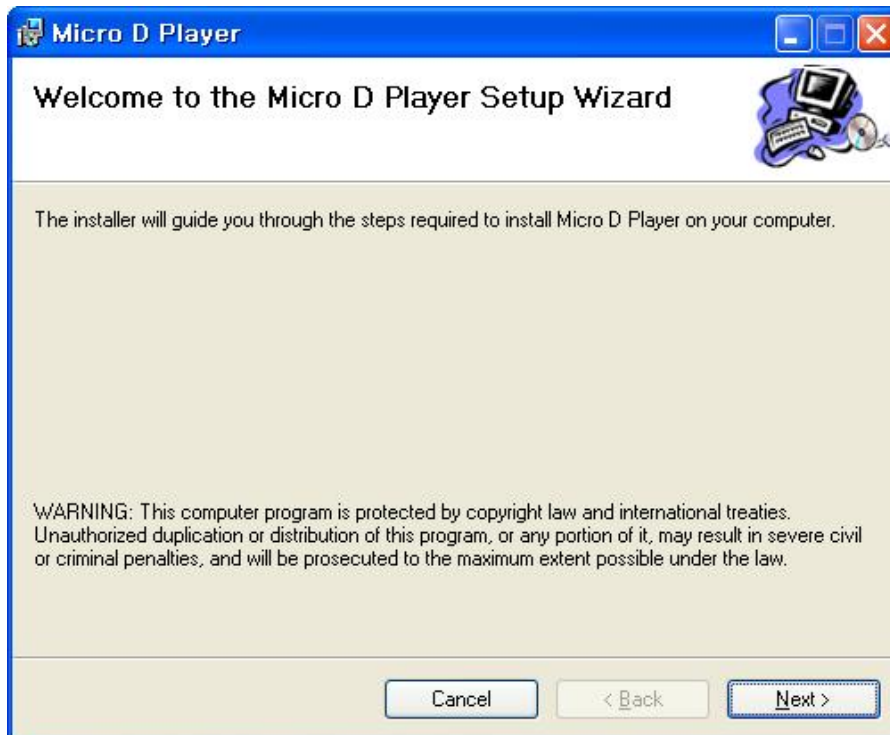 Micro D Player
Welcome to the Micro D Player Setup Wizard
The installer will guide you through the steps required to install Micro D Player on your computer.
WARNING: This computer program is protected by copyright law and international treaties.
Unauthorized duplication or distribution of this program, or any portion of it, may result in severe civil
or criminal penalties, and will be prosecuted to the maximum extent possible under the law.
Cancel < Back Next >